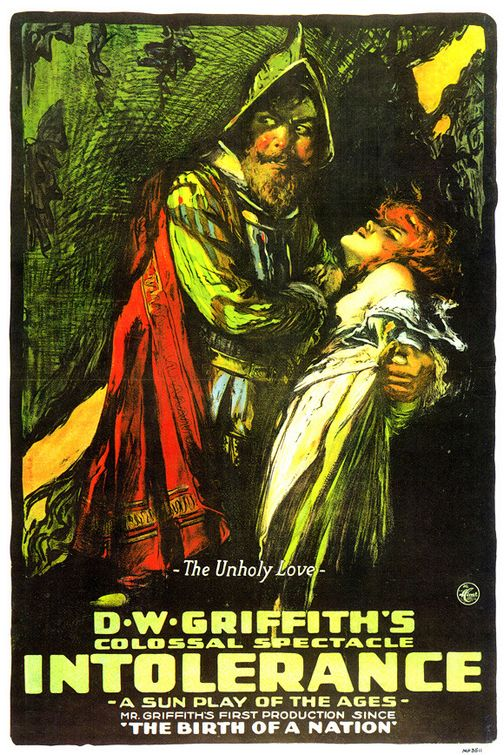 - The Unholy Love -
D·W·GRIFFITH'S
COLOSSAL SPECTACLE
INTOLERANCE
- A SUN PLAY OF THE AGES -
MR. GRIFFITH'S FIRST PRODUCTION SINCE
"THE BIRTH OF A NATION"